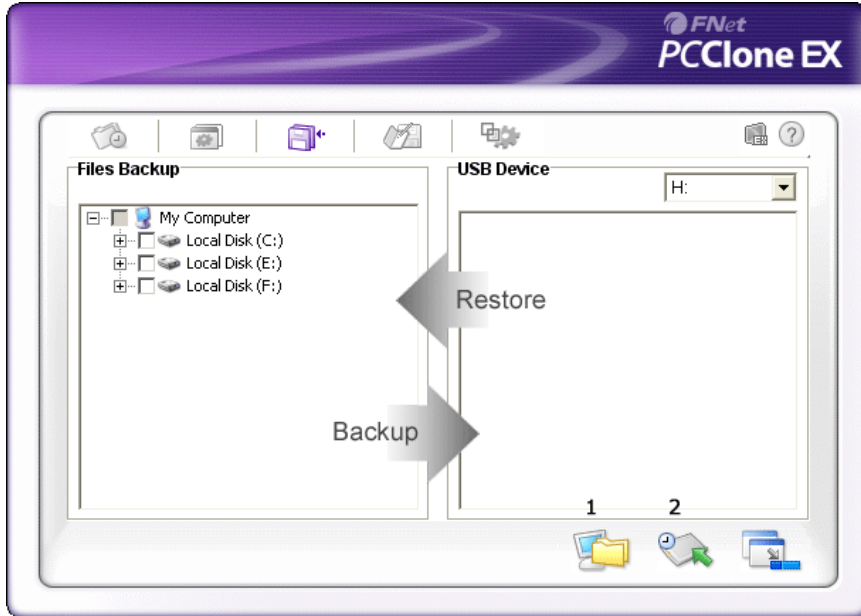 FNet
PCClone EX
Files Backup
USB Device
H:
My Computer
Local Disk (C:)
Local Disk (E:)
Local Disk (F:)
Restore
Backup
1 2